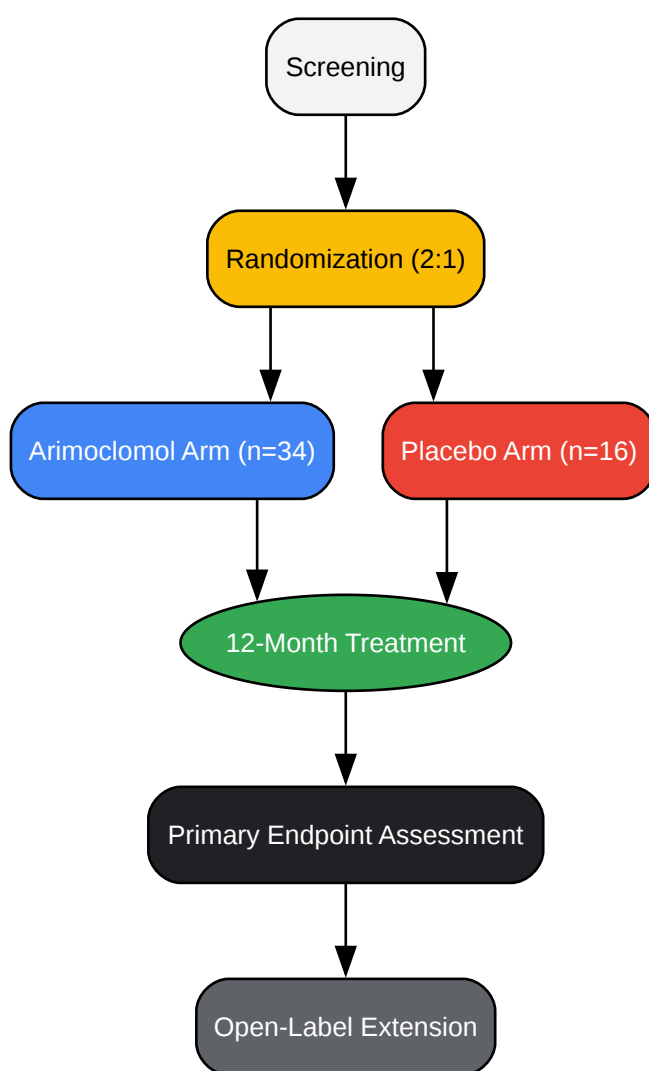 Screening
Randomization (2:1)
Arimoclomol Arm (n=34)
Placebo Arm (n=16)
12-Month Treatment
Primary Endpoint Assessment
Open-Label Extension